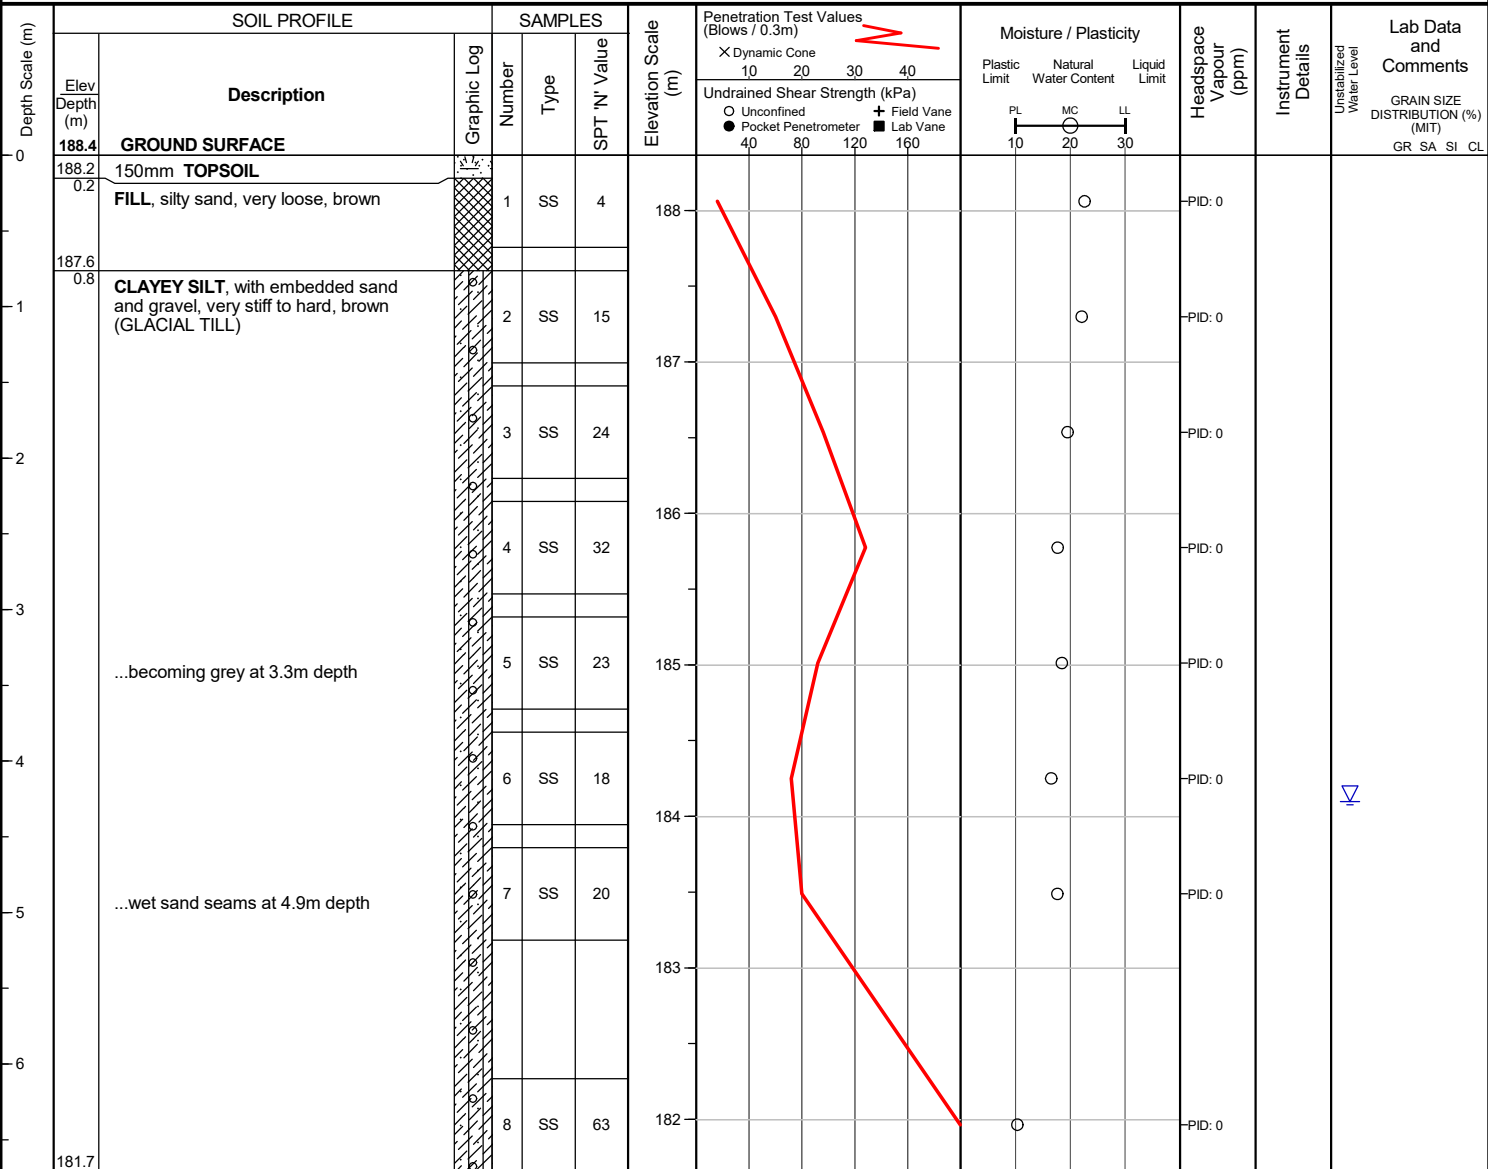 SOIL PROFILE
SAMPLES
Depth Scale (m)
Elev
Depth
(m)
Description
Graphic Log
Number
Type
SPT 'N' Value
Elevation Scale
(m)
Penetration Test Values
(Blows / 0.3m)
× Dynamic Cone
10 20 30 40
Undrained Shear Strength (kPa)
Unconfined
Field Vane
Pocket Penetrometer
Lab Vane
40 80 120 160
Moisture / Plasticity
Plastic
Limit
Natural
Water Content
Liquid
Limit
PL MC LL
10 20 30
Headspace
Vapour
(ppm)
Instrument
Details
Unstabilized
Water Level
Lab Data
and
Comments
GRAIN SIZE
DISTRIBUTION (%)
(MIT)
GR SA SI CL
188.4 GROUND SURFACE
0
188.2 150mm TOPSOIL
0.2
FILL, silty sand, very loose, brown
1 SS 4
188
PID: 0
187.6
0.8
CLAYEY SILT, with embedded sand
and gravel, very stiff to hard, brown
(GLACIAL TILL)
1
2 SS 15
PID: 0
187
3 SS 24
PID: 0
2
186
4 SS 32
PID: 0
3
...becoming grey at 3.3m depth
5 SS 23
185
PID: 0
4
6 SS 18
PID: 0
184
...wet sand seams at 4.9m depth
7 SS 20
PID: 0
5
183
6
8 SS 63
182
PID: 0
181.7